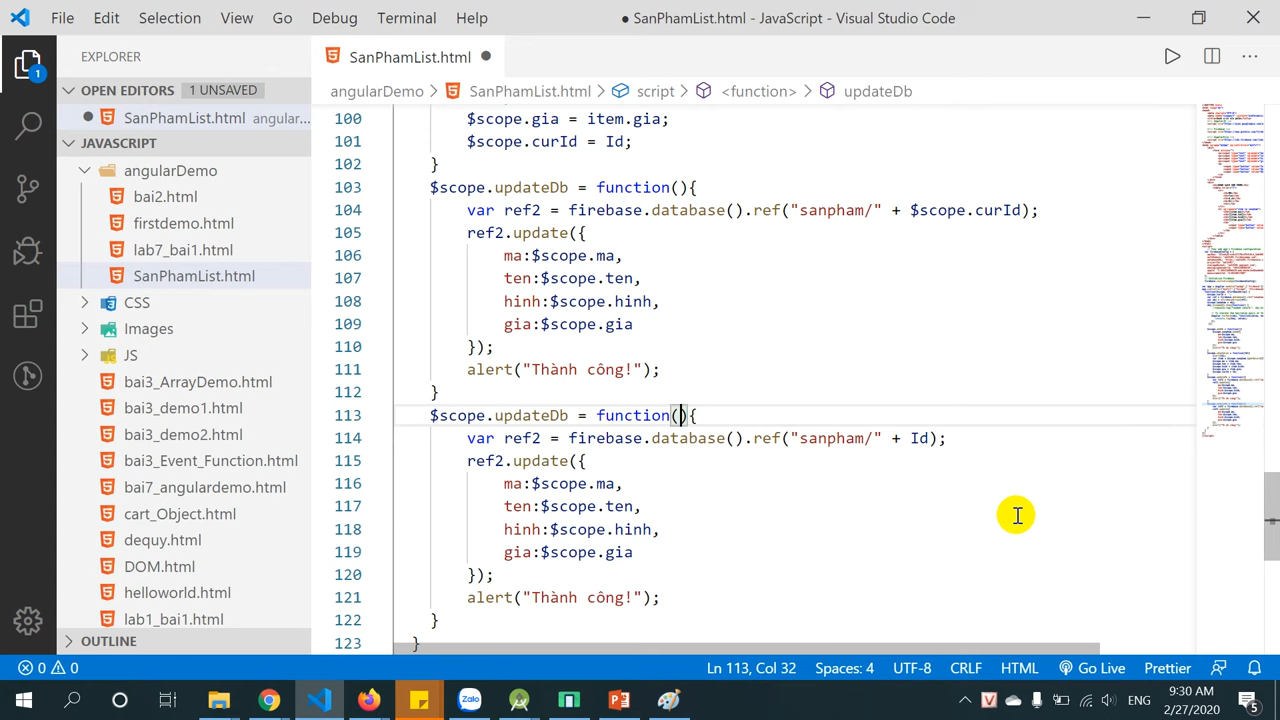 File Edit Selection View Go Debug Terminal Help ● SanPhamList.html - JavaScript - Visual Studio Code
EXPLORER
SanPhamList.html
OPEN EDITORS 1 UNSAVED
SanPhamList.html angular...
angularDemo > SanPhamList.html > script > <function> > updateDb
bai2.html
firstdemo.html
lab7_bai1.html
SanPhamList.html
CSS
Images
JS
bai3_ArrayDemo.html
bai3_demo1.html
bai3_demo2.html
bai3_Event_Function.html
bai7_angulardemo.html
cart_Object.html
dequy.html
DOM.html
helloworld.html
lab1_bai1.html
OUTLINE
100 $scope.gia = item.gia;
101 = Id;
102 }
103 $scope.updateDb = function(){
104 var ref2 = firebase.database().ref("sanpham/" + $scope.curId);
105 ref2.update({
106 ma:$scope.ma,
107 ten:$scope.ten,
108 hinh:$scope.hinh,
109 gia:$scope.gia
110 });
111 alert("Thành công!");
112 }
113 $scope.updateDb = function(){
114 var ref2 = firebase.database().ref("sanpham/" + Id);
115 ref2.update({
116 ma:$scope.ma,
117 ten:$scope.ten,
118 hinh:$scope.hinh,
119 gia:$scope.gia
120 });
121 alert("Thành công!");
122 }
123 }
0 0 Ln 113, Col 32 Spaces: 4 UTF-8 CRLF HTML Go Live Prettier
Zalo ENG 8:30 AM
2/27/2020 5